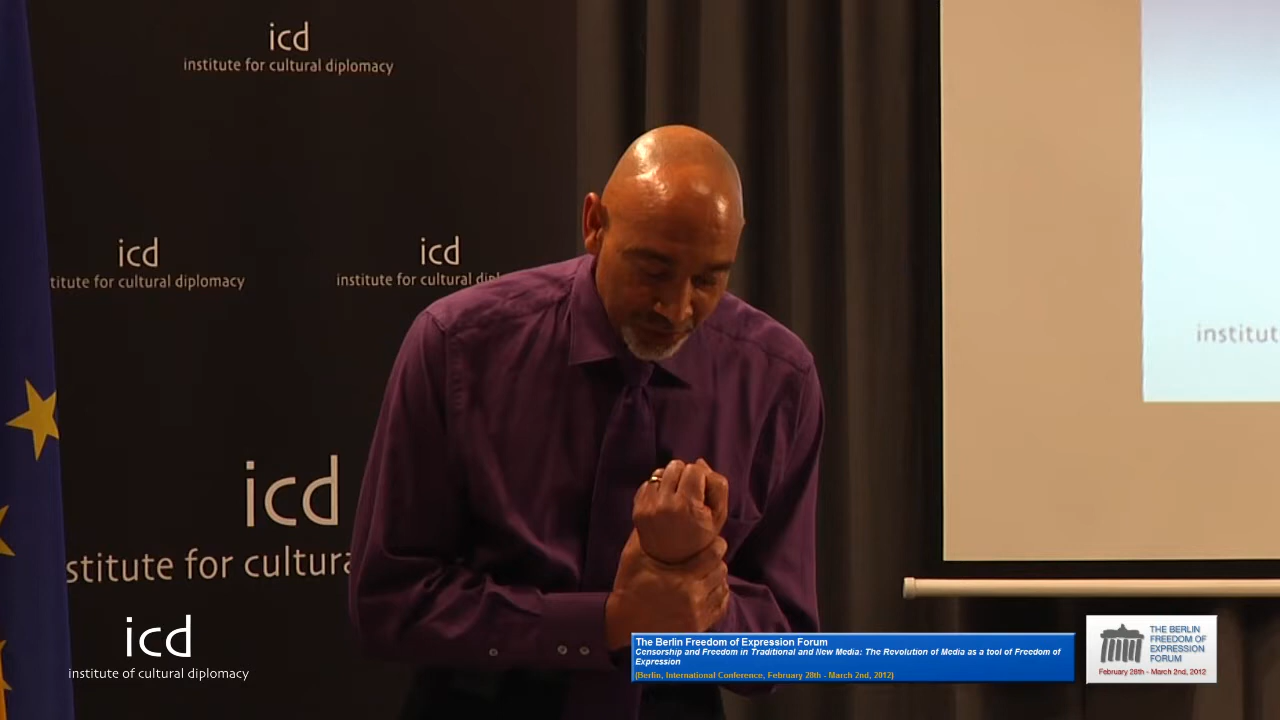 icd
institute for cultural diplomacy
icd
titute for cultural diplomacy
icd
institute for cultural dip
institut
icd
stitute for cultura
icd
institute of cultural diplomacy
The Berlin Freedom of Expression Forum
Censorship and Freedom in Traditional and New Media: The Revolution of Media as a tool of Freedom of
Expression
(Berlin, International Conference, February 28th - March 2nd, 2012)
THE BERLIN
FREEDOM OF
EXPRESSION
FORUM
February 28th - March 2nd, 2012